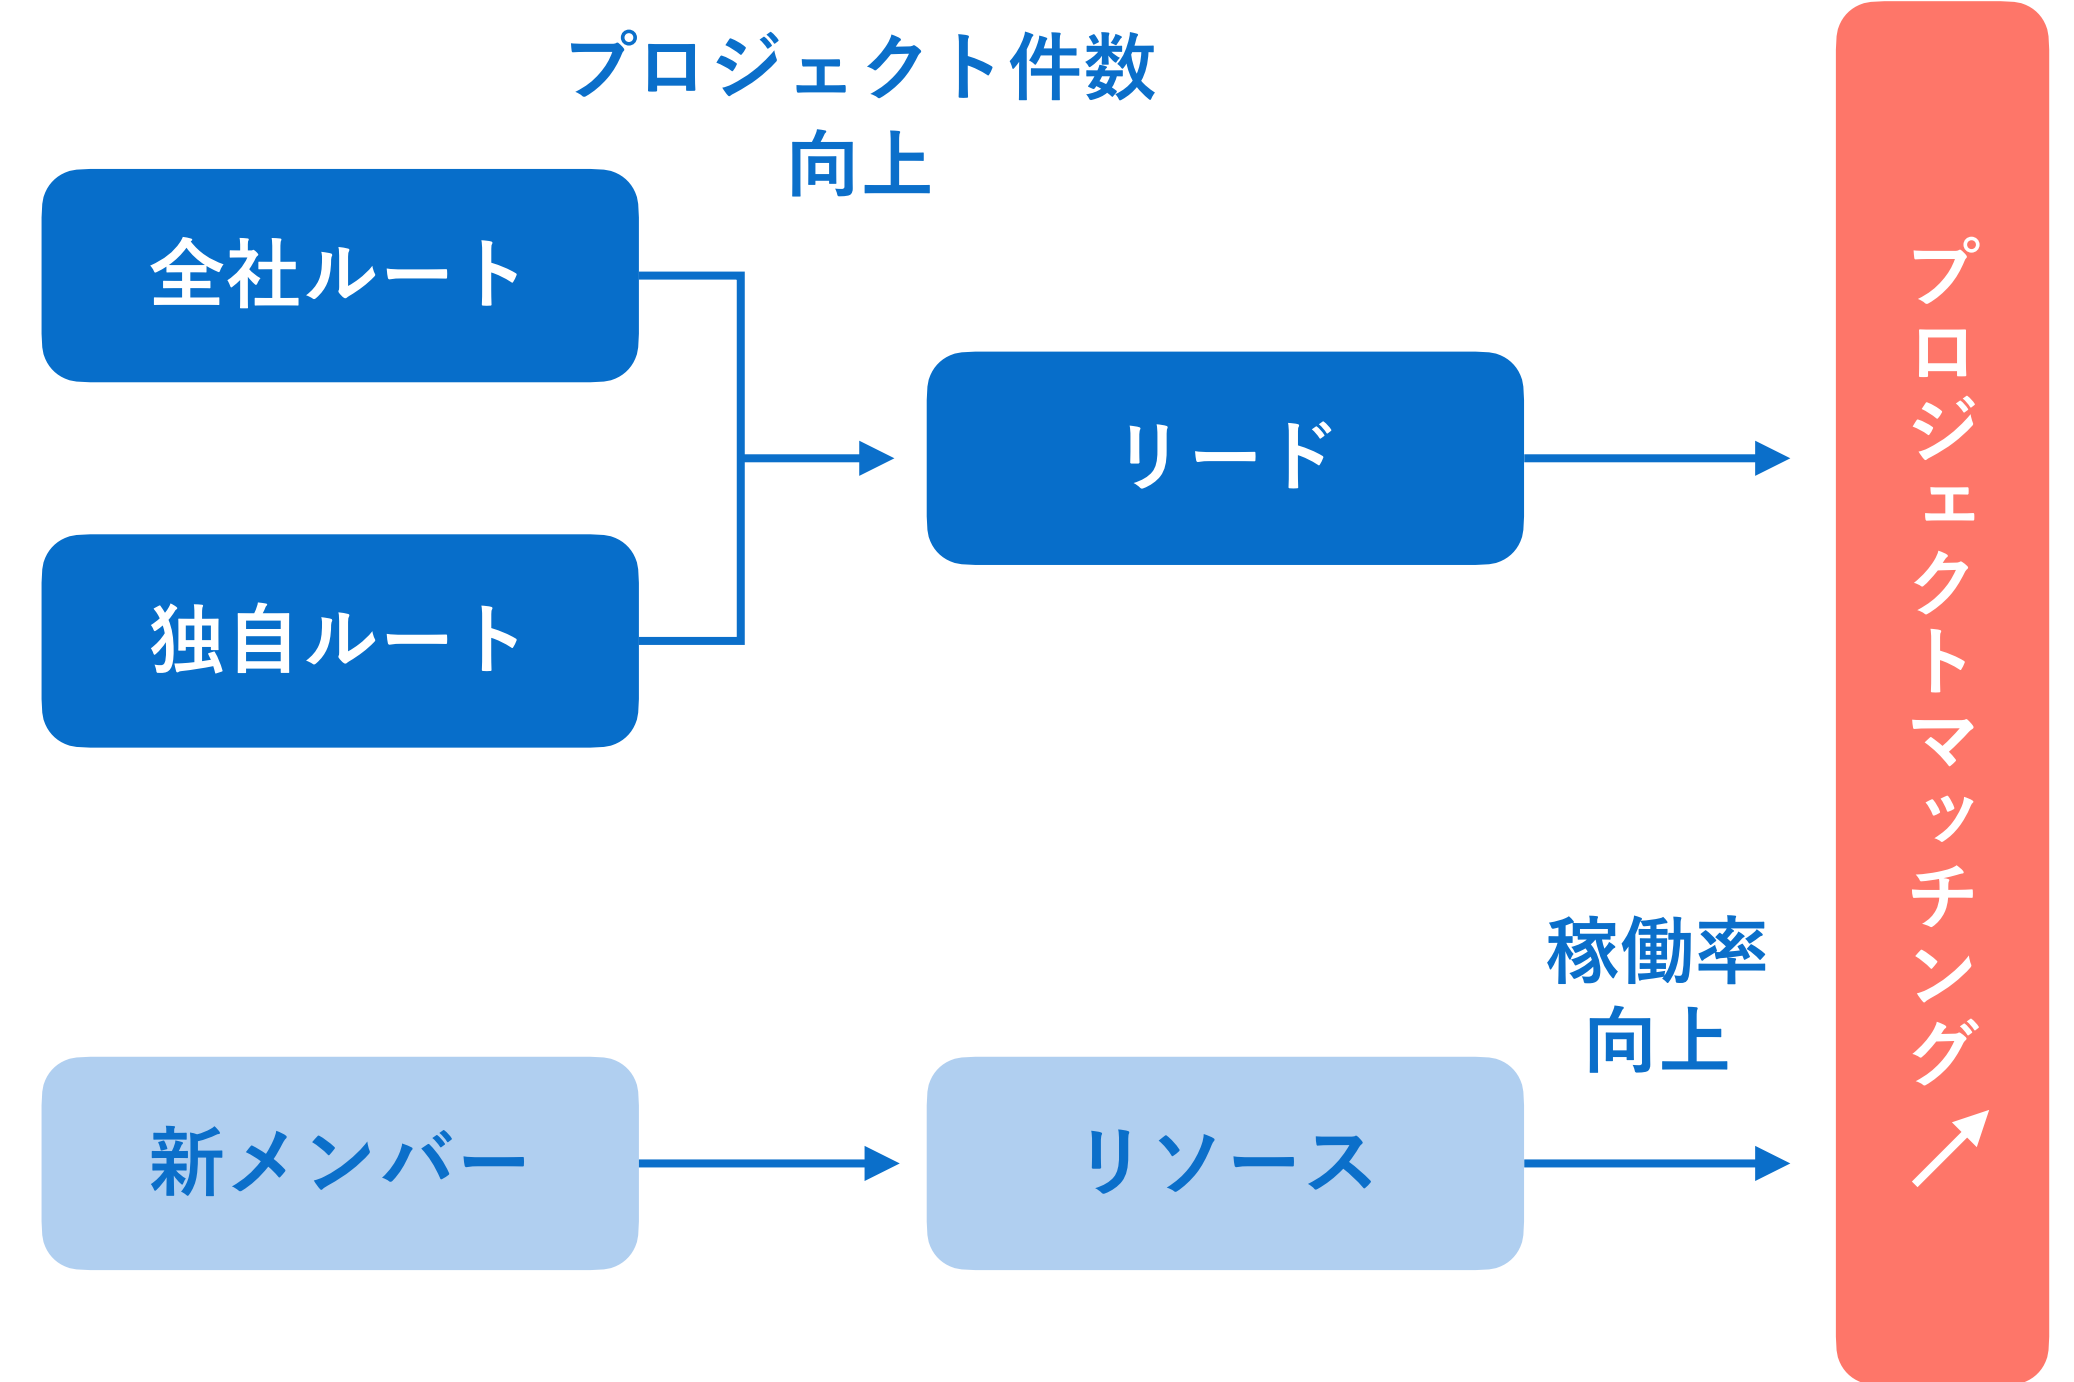 プロジェクト件数
向上
全社ルート
独自ルート
リード
稼働率
向上
新メンバー
リソース
プロジェクトマッチング